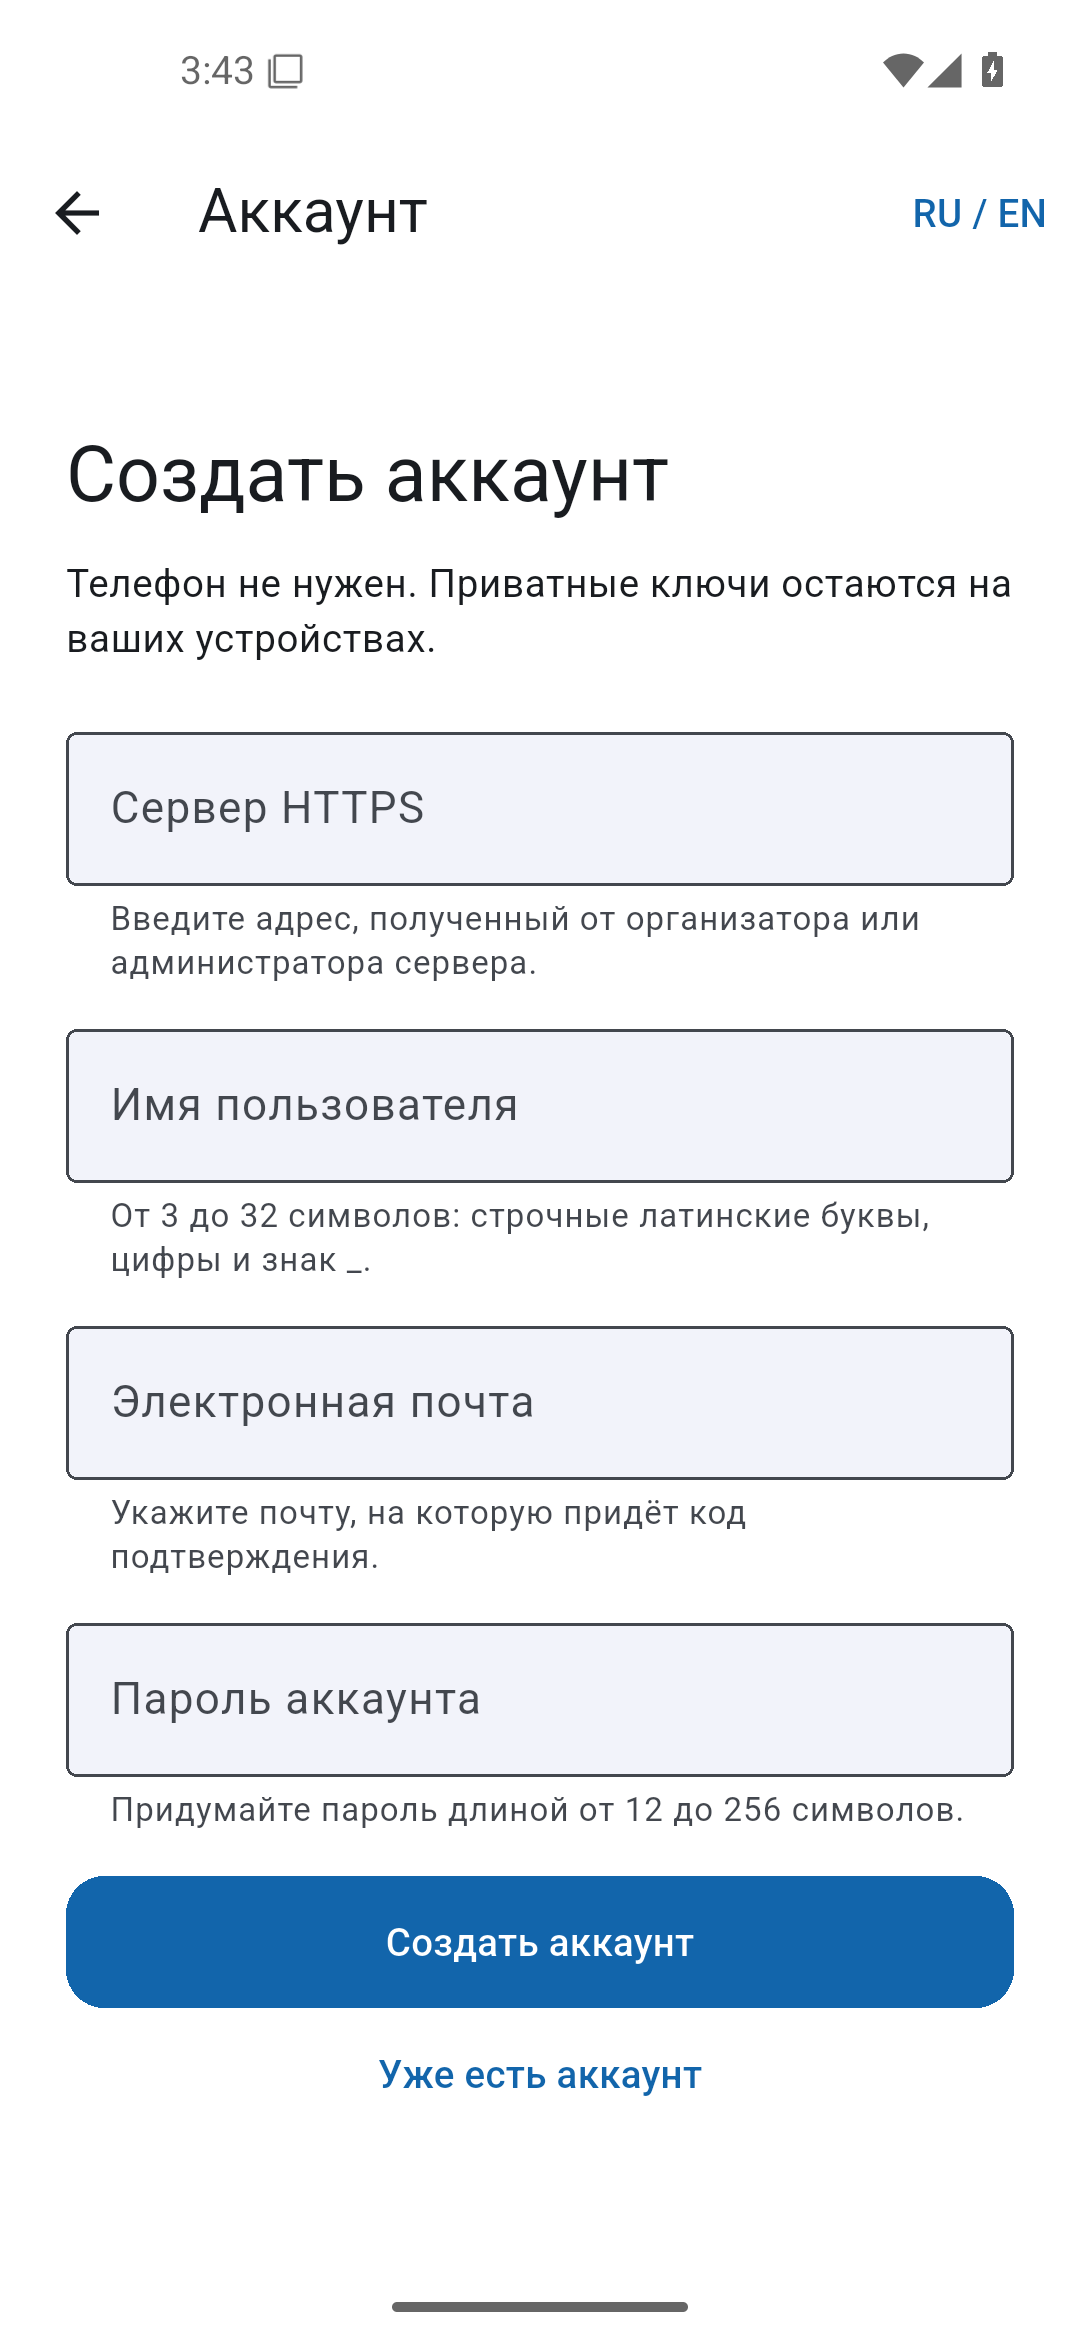 3:43
Аккаунт
RU / EN
Создать аккаунт
Телефон не нужен. Приватные ключи остаются на
ваших устройствах.
Сервер HTTPS
Введите адрес, полученный от организатора или
администратора сервера.
Имя пользователя
От 3 до 32 символов: строчные латинские буквы,
цифры и знак _.
Электронная почта
Укажите почту, на которую придёт код
подтверждения.
Пароль аккаунта
Придумайте пароль длиной от 12 до 256 символов.
Создать аккаунт
Уже есть аккаунт